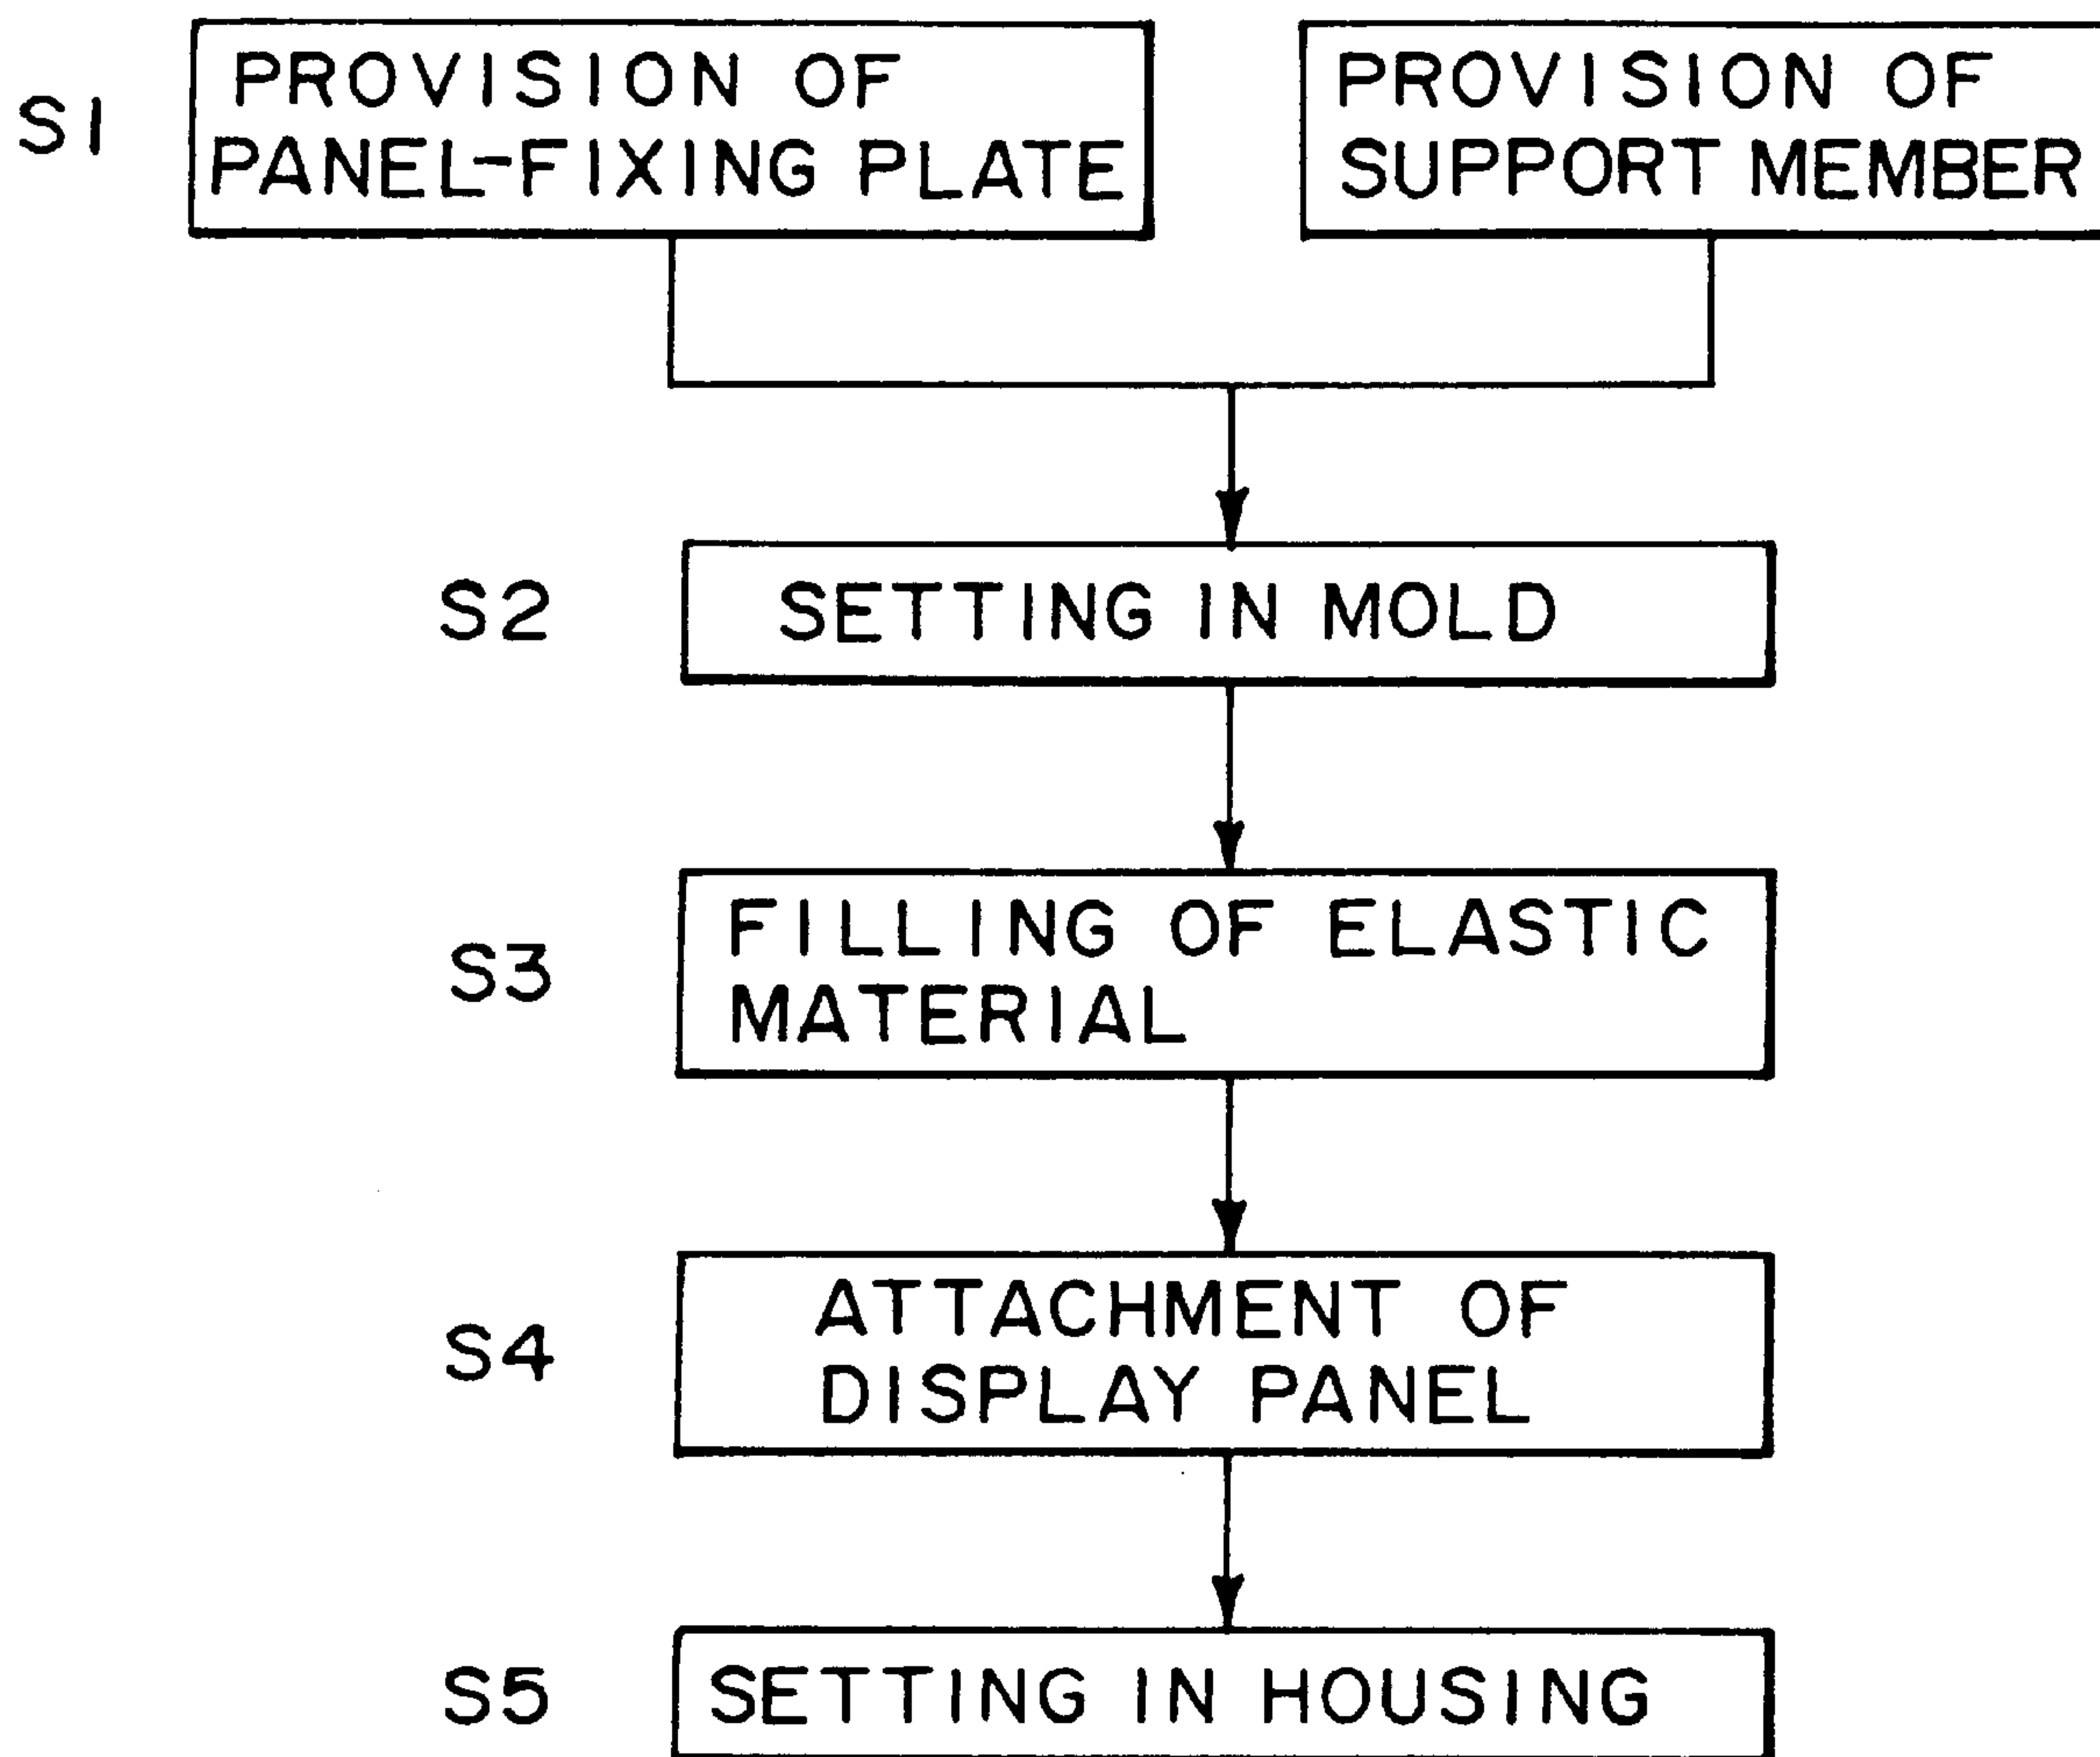 S1
PROVISION OF
PANEL-FIXING PLATE
PROVISION OF
SUPPORT MEMBER
S2
SETTING IN MOLD
S3
FILLING OF ELASTIC
MATERIAL
S4
ATTACHMENT OF
DISPLAY PANEL
S5
SETTING IN HOUSING